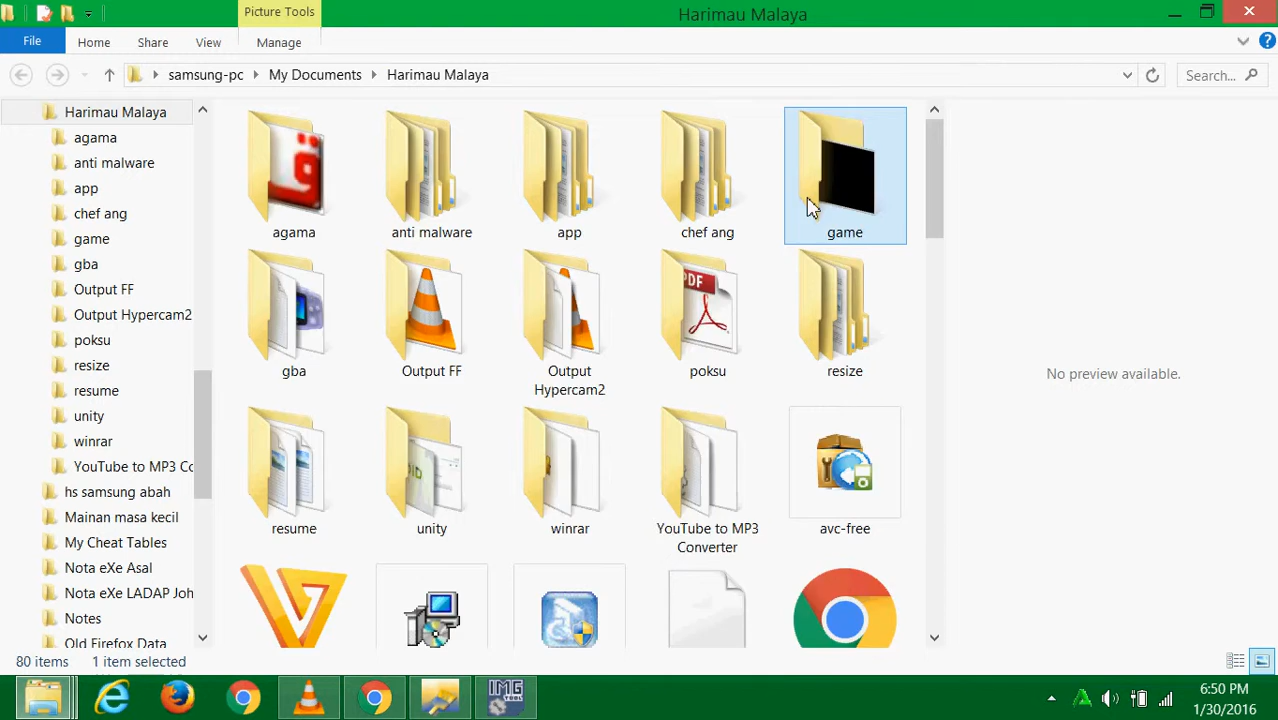 Picture Tools
Harimau Malaya
File
Home
Share
View
Manage
samsung-pc
My Documents
Harimau Malaya
Search...
Harimau Malaya
agama
anti malware
app
chef ang
game
gba
Output FF
Output Hypercam2
poksu
resize
resume
unity
winrar
YouTube to MP3 Cc
hs samsung abah
Mainan masa kecil
My Cheat Tables
Nota eXe Asal
Nota eXe LADAP Joh
Notes
Old Firefox Data
agama
anti malware
app
chef ang
game
gba
Output FF
Output
Hypercam2
PDF
poksu
resize
resume
unity
winrar
YouTube to MP3
Converter
avc-free
No preview available.
80 items
1 item selected
IMG
TOOL
6:50 PM
1/30/2016